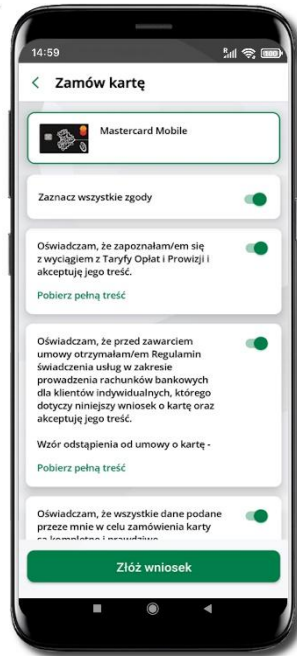 14:59
Zamów kartę
Mastercard Mobile
Zaznacz wszystkie zgody
Oświadczam, że zapoznałam/em się
z wyciągiem z Taryfy Opłat i Prowizji i
akceptuję jego treść.
Pobierz pełną treść
Oświadczam, że przed zawarciem
umowy otrzymałam/em Regulamin
świadczenia usług w zakresie
prowadzenia rachunków bankowych
dla klientów indywidualnych, którego
dotyczy niniejszy wniosek o kartę oraz
akceptuję jego treść.
Wzór odstąpienia od umowy o kartę -
Pobierz pełną treść
Oświadczam, że wszystkie dane podane
przeze mnie w celu zamówienia karty
są kompletne i prawdziwe
Złóż wniosek